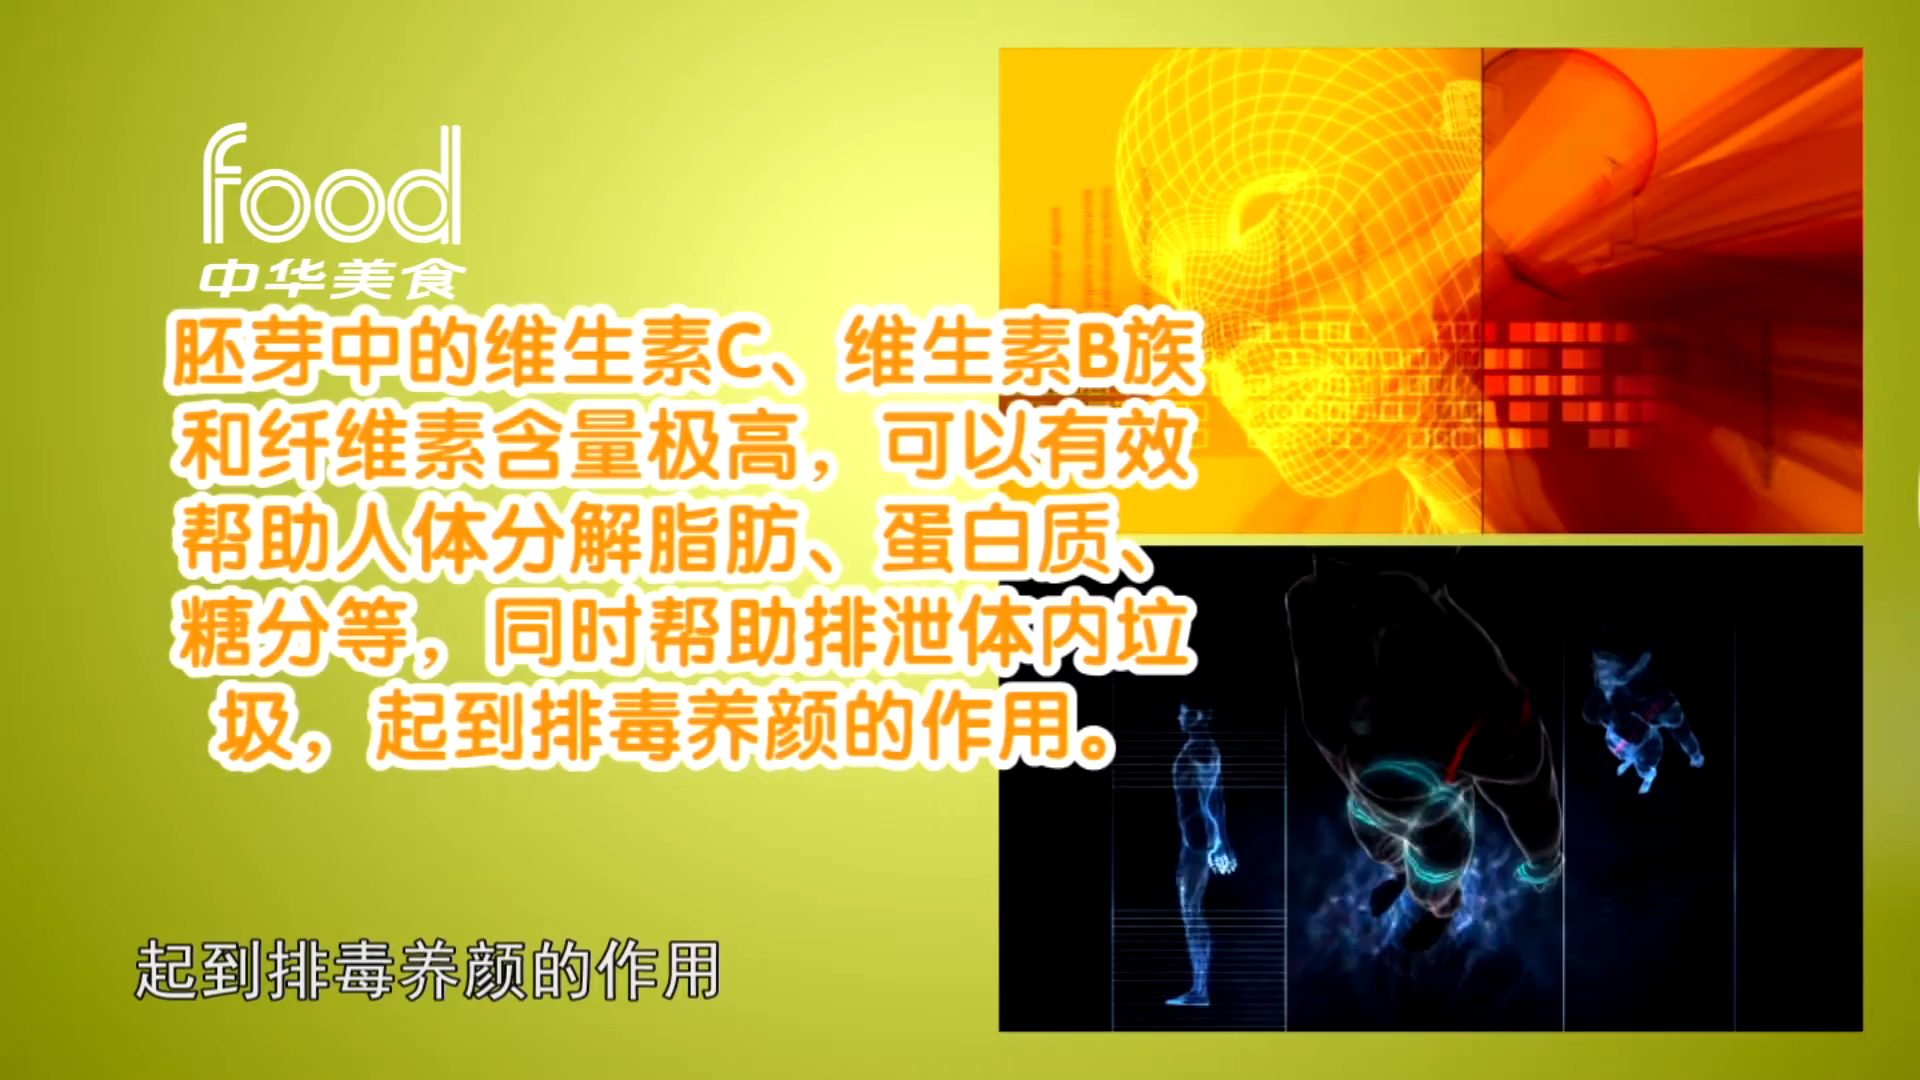 food
中华美食
胚芽中的维生素C、维生素B族
和纤维素含量极高，可以有效
帮助人体分解脂肪、蛋白质、
糖分等，同时帮助排泄体内垃
圾，起到排毒养颜的作用。
起到排毒养颜的作用